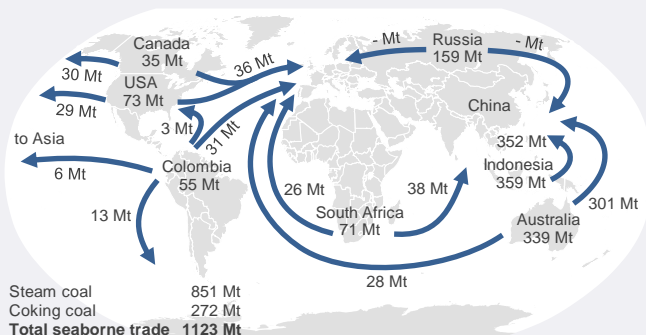 Canada
35 Mt
30 Mt
USA
73 Mt
29 Mt
36 Mt
- Mt
Russia
159 Mt
- Mt
China
3 Mt
31 Mt
to Asia
6 Mt
Colombia
55 Mt
13 Mt
26 Mt
South Africa
71 Mt
38 Mt
352 Mt
Indonesia
359 Mt
301 Mt
Australia
339 Mt
28 Mt
Steam coal 851 Mt
Coking coal 272 Mt
Total seaborne trade 1123 Mt